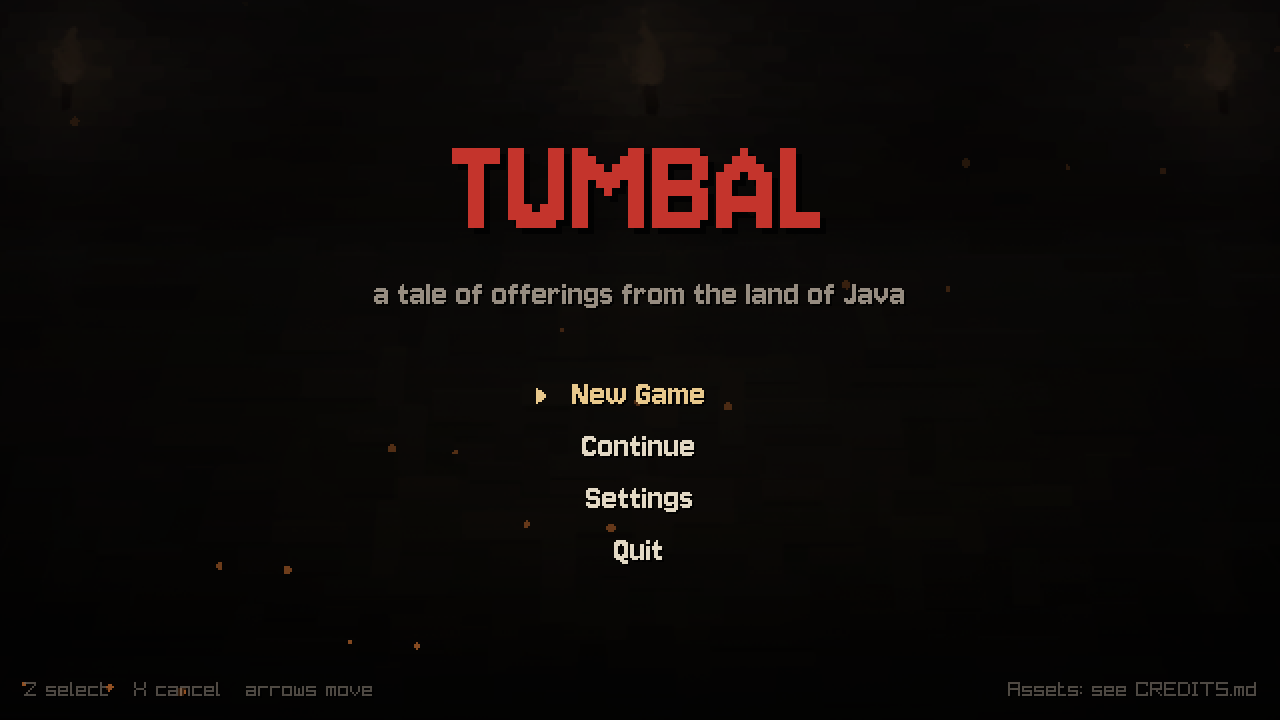 TUMBAL
a tale of offerings from the land of Java
New Game
Continue
Settings
Quit
Z select X cancel arrows move
Assets: see CREDITS.md